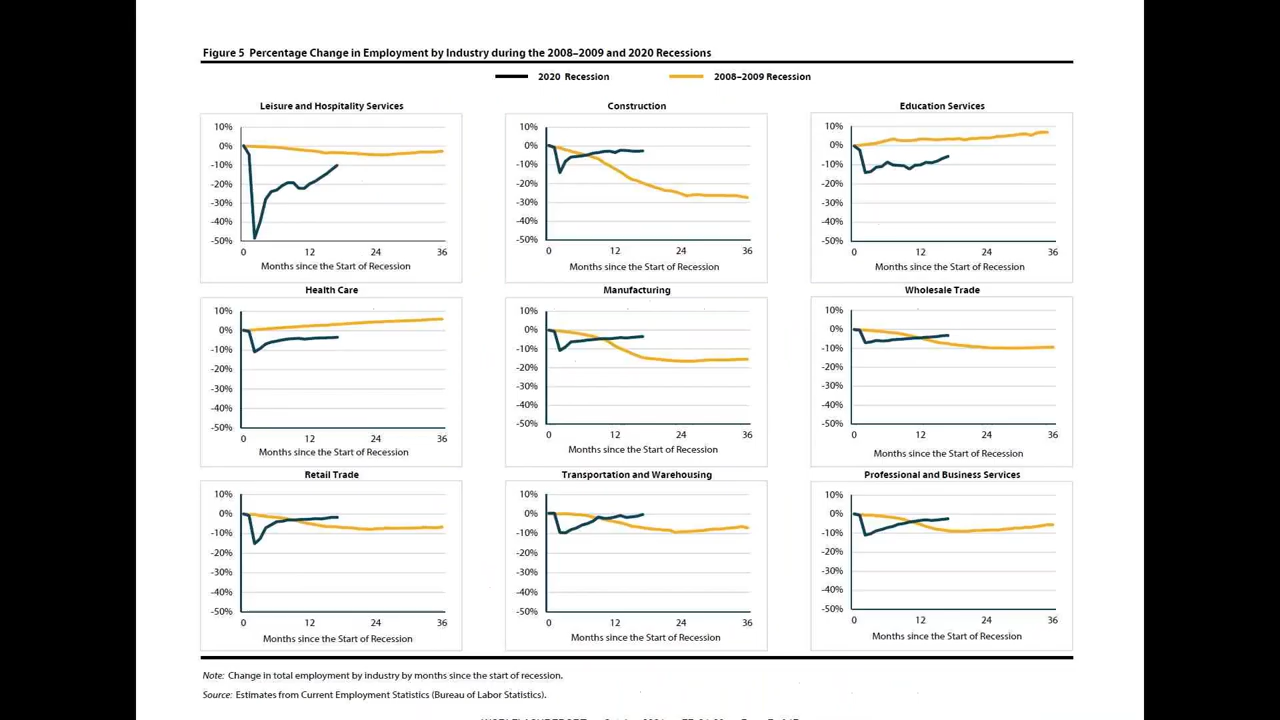 Figure 5 Percentage Change in Employment by Industry during the 2008–2009 and 2020 Recessions
2020 Recession 2008–2009 Recession
Leisure and Hospitality Services
10%
0%
-10%
-20%
-30%
-40%
-50%
0 12 24 36
Months since the Start of Recession
Construction
10%
0%
-10%
-20%
-30%
-40%
-50%
0 12 24 36
Months since the Start of Recession
Education Services
10%
0%
-10%
-20%
-30%
-40%
-50%
0 12 24 36
Months since the Start of Recession
Health Care
10%
0%
-10%
-20%
-30%
-40%
-50%
0 12 24 36
Months since the Start of Recession
Manufacturing
10%
0%
-10%
-20%
-30%
-40%
-50%
0 12 24 36
Months since the Start of Recession
Wholesale Trade
10%
0%
-10%
-20%
-30%
-40%
-50%
0 12 24 36
Months since the Start of Recession
Retail Trade
10%
0%
-10%
-20%
-30%
-40%
-50%
0 12 24 36
Months since the Start of Recession
Transportation and Warehousing
10%
0%
-10%
-20%
-30%
-40%
-50%
0 12 24 36
Months since the Start of Recession
Professional and Business Services
10%
0%
-10%
-20%
-30%
-40%
-50%
0 12 24 36
Months since the Start of Recession
Note: Change in total employment by industry by months since the start of recession.
Source: Estimates from Current Employment Statistics (Bureau of Labor Statistics).